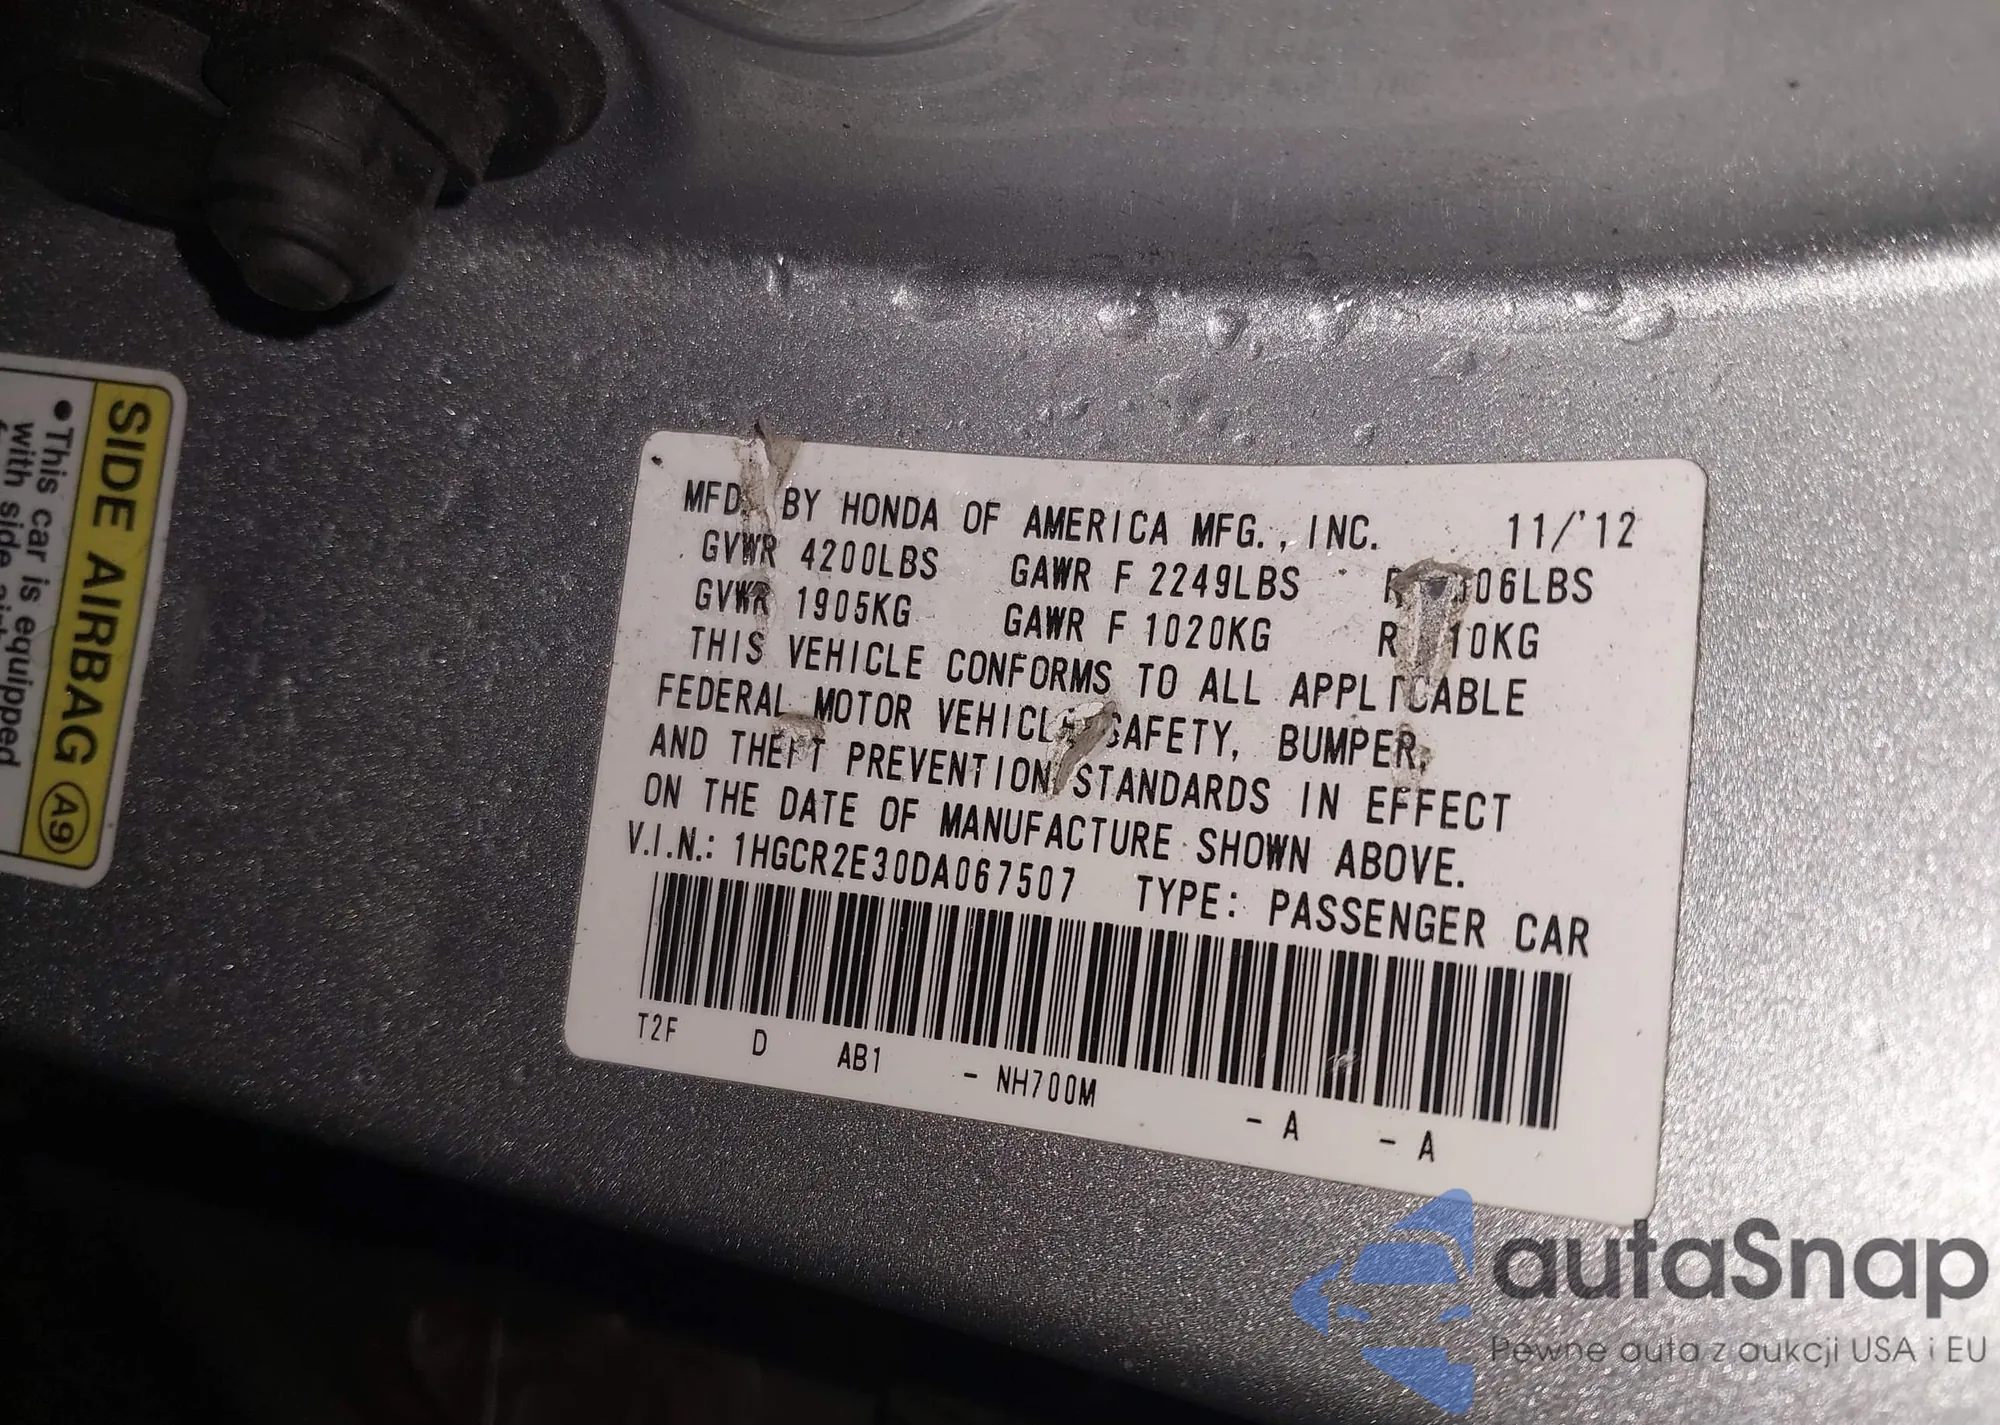 SIDE AIRBAG A9
• This car is equipped
with side
MFD. BY HONDA OF AMERICA MFG., INC. 11/'12
GVWR 4200LBS GAWR F 2249LBS 06LBS
GVWR 1905KG GAWR F 1020KG R 10KG
THIS VEHICLE CONFORMS TO ALL APPLICABLE
FEDERAL MOTOR VEHICLE SAFETY, BUMPER,
AND THEFT PREVENTION STANDARDS IN EFFECT
ON THE DATE OF MANUFACTURE SHOWN ABOVE.
V.I.N.: 1HGCR2E30DA067507 TYPE: PASSENGER CAR
T2F D AB1 - NH700M - A - A
autaSnap
Pewne auta z aukcji USA i EU